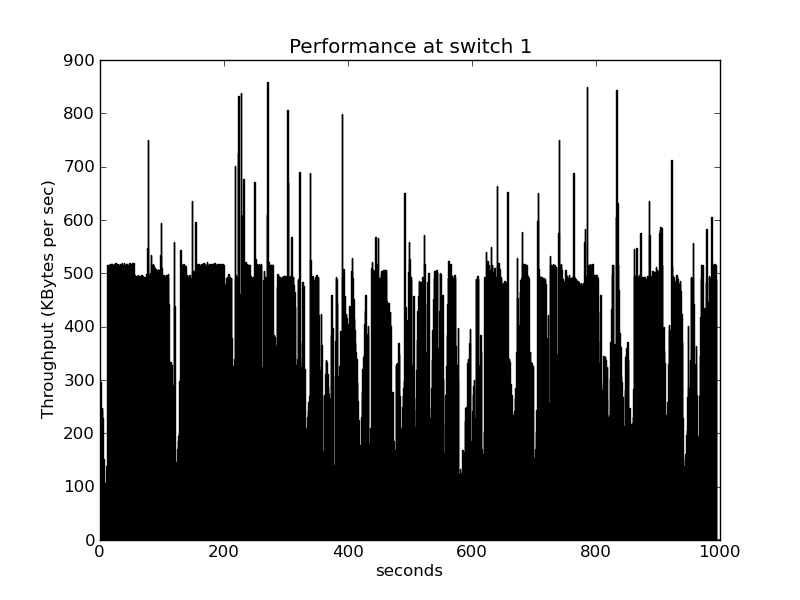 Performance at switch 1
900
800
700
600
500
400
300
200
100
0
Throughput (KBytes per sec)
0 200 400 600 800 1000
seconds